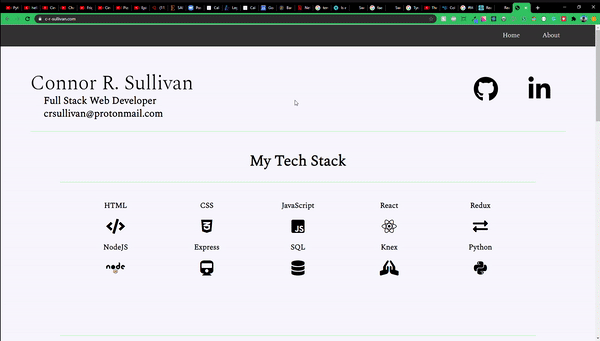 c-r-sullivan.com
Home About
Connor R. Sullivan
Full Stack Web Developer
crsullivan@protonmail.com
in
My Tech Stack
HTML CSS JavaScript React Redux
JS
NodeJS Express SQL Knex Python
node